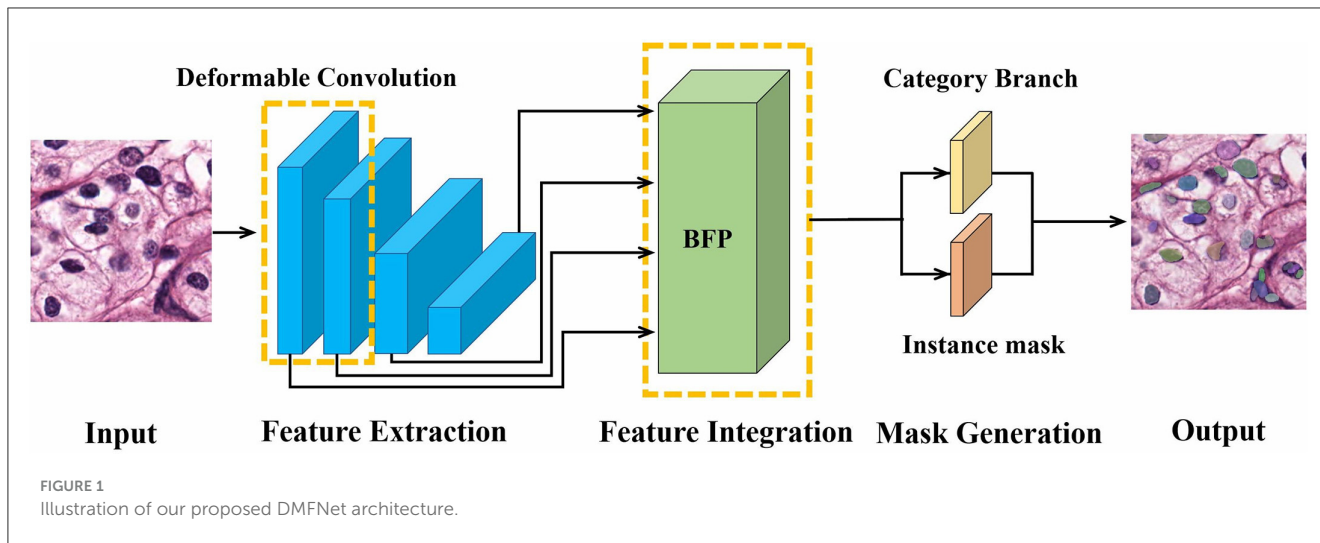 Deformable Convolution
Category Branch
BFP
Instance mask
Input
Feature Extraction
Feature Integration
Mask Generation
Output
FIGURE 1
Illustration of our proposed DMFNet architecture.